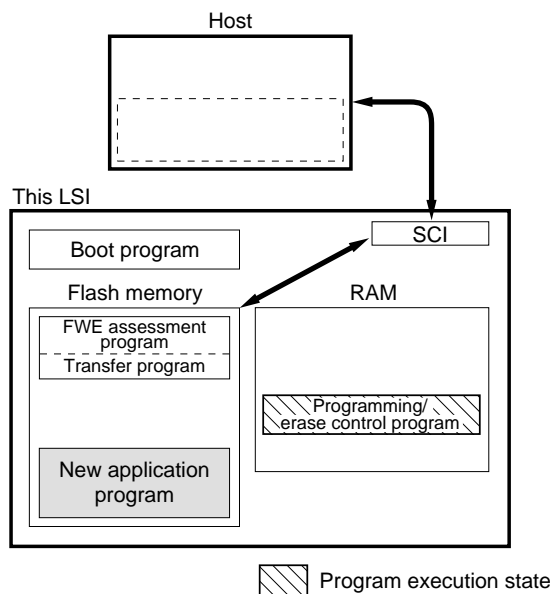 Host
This LSI
SCI
Boot program
Flash memory
RAM
FWE assessment
program
Transfer program
Programming/
erase control program
New application
program
Program execution state